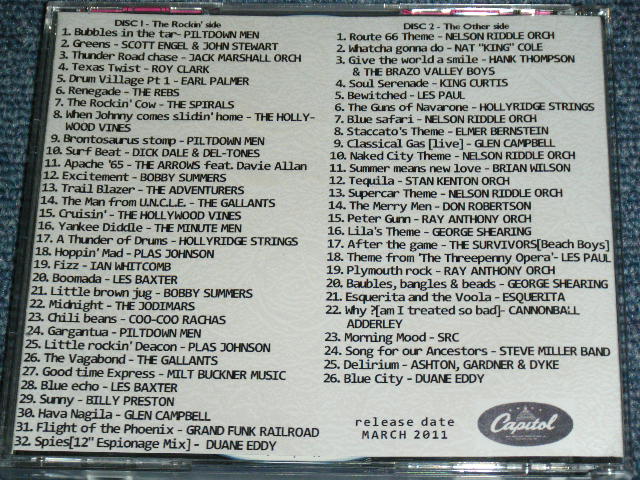 DISC 1 - The Rockin' side
1. Bubbles in the tar- PILTDOWN MEN
2. Greens - SCOTT ENGEL & JOHN STEWART
3. Thunder Road chase - JACK MARSHALL ORCH
4. Texas Twist - ROY CLARK
5. Drum Village Pt 1 - EARL PALMER
6. Renegade - THE REBS
7. The Rockin' Cow - THE SPIRALS
8. When Johnny comes slidin' home - THE HOLLY-
WOOD VINES
9. Brontosaurus stomp - PILTDOWN MEN
10. Surf Beat - DICK DALE & DEL-TONES
11. Apache '65 - THE ARROWS feat. Davie Allan
12. Excitement - BOBBY SUMMERS
13. Trail Blazer - THE ADVENTURERS
14. The Man from U.N.C.L.E. - THE GALLANTS
15. Cruisin' - THE HOLLYWOOD VINES
16. Yankee Diddle - THE MINUTE MEN
17. A Thunder of Drums - HOLLYRIDGE STRINGS
18. Hoppin' Mad - PLAS JOHNSON
19. Fizz - IAN WHITCOMB
20. Boomada - LES BAXTER
21. Little brown jug - BOBBY SUMMERS
22. Midnight - THE JODIMARS
23. Chili beans - COO-COO RACHAS
24. Gargantua - PILTDOWN MEN
25. Little rockin' Deacon - PLAS JOHNSON
26. The Vagabond - THE GALLANTS
27. Good time Express - MILT BUCKNER MUSIC
28. Blue echo - LES BAXTER
29. Sunny - BILLY PRESTON
30. Hava Nagila - GLEN CAMPBELL
31. Flight of the Phoenix - GRAND FUNK RAILROAD
32. Spies[12" Espionage Mix] - DUANE EDDY
DISC 2 - The Other side
1. Route 66 Theme - NELSON RIDDLE ORCH
2. Whatcha gonna do - NAT "KING" COLE
3. Give the world a smile - HANK THOMPSON
& THE BRAZO VALLEY BOYS
4. Soul Serenade - KING CURTIS
5. Bewitched - LES PAUL
6. The Guns of Navarone - HOLLYRIDGE STRINGS
7. Blue safari - NELSON RIDDLE ORCH
8. Staccato's Theme - ELMER BERNSTEIN
9. Classical Gas [live] - GLEN CAMPBELL
10. Naked City Theme - NELSON RIDDLE ORCH
11. Summer means new love - BRIAN WILSON
12. Tequila - STAN KENTON ORCH
13. Supercar Theme - NELSON RIDDLE ORCH
14. The Merry Men - DON ROBERTSON
15. Peter Gunn - RAY ANTHONY ORCH
16. Lila's Theme - GEORGE SHEARING
17. After the game - THE SURVIVORS[Beach Boys]
18. Theme from 'The Threepenny Opera'- LES PAUL
19. Plymouth rock - RAY ANTHONY ORCH
20. Baubles, bangles & beads - GEORGE SHEARING
21. Esquerita and the Voola - ESQUERITA
22. Why ?[am I treated so bad]- CANNONBALL
ADDERLEY
23. Morning Mood - SRC
24. Song for our Ancestors - STEVE MILLER BAND
25. Delirium - ASHTON, GARDNER & DYKE
26. Blue City - DUANE EDDY
release date
MARCH 2011
Capitol